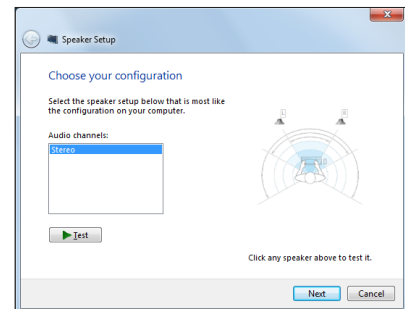 Speaker Setup
Choose your configuration
Select the speaker setup below that is most like
the configuration on your computer.
Audio channels:
Stereo
L
R
Test
Click any speaker above to test it.
Next
Cancel